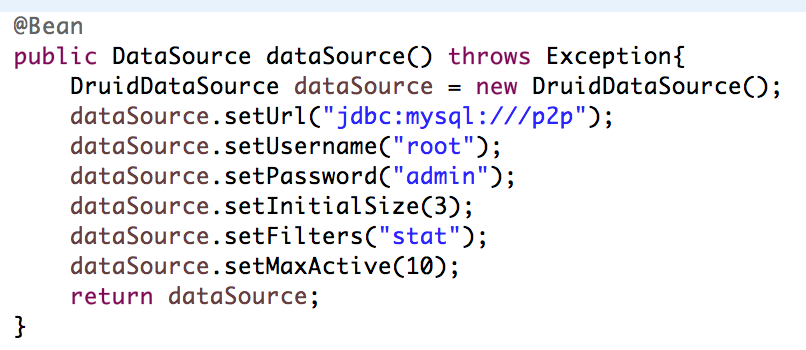 @Bean
public DataSource dataSource() throws Exception{
    DruidDataSource dataSource = new DruidDataSource();
    dataSource.setUrl("jdbc:mysql:///p2p");
    dataSource.setUsername("root");
    dataSource.setPassword("admin");
    dataSource.setInitialSize(3);
    dataSource.setFilters("stat");
    dataSource.setMaxActive(10);
    return dataSource;
}